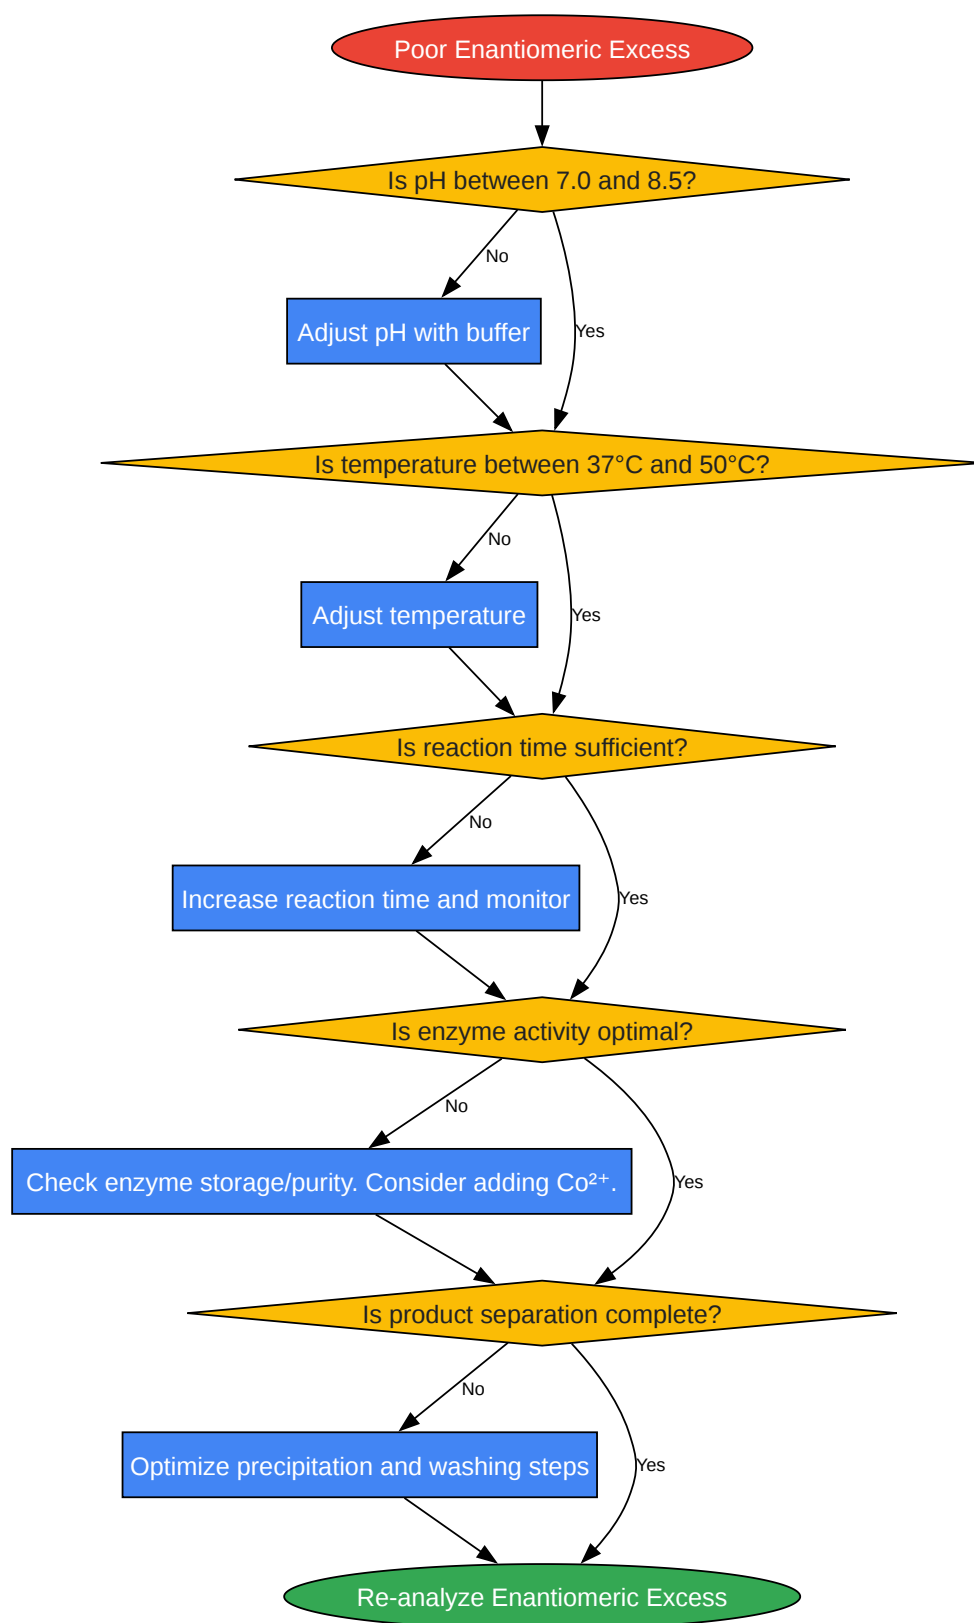 Poor Enantiomeric Excess
Is pH between 7.0 and 8.5?
No
Adjust pH with buffer
Yes
Is temperature between 37°C and 50°C?
No
Adjust temperature
Yes
Is reaction time sufficient?
No
Increase reaction time and monitor
Yes
Is enzyme activity optimal?
No
Check enzyme storage/purity. Consider adding Co²⁺.
Yes
Is product separation complete?
No
Optimize precipitation and washing steps
Yes
Re-analyze Enantiomeric Excess